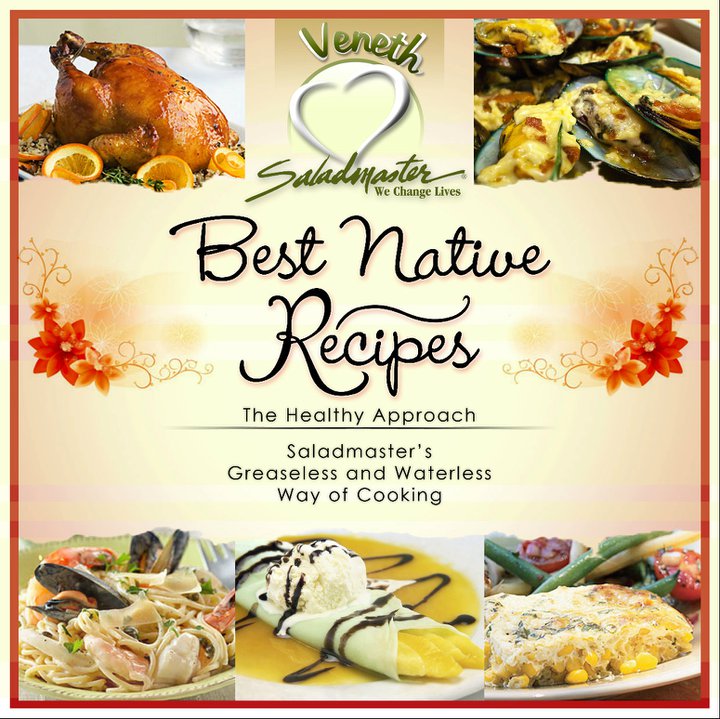 Veneth
Saladmaster®
We Change Lives
Best Native
Recipes
The Healthy Approach
Saladmaster's
Greaseless and Waterless
Way of Cooking